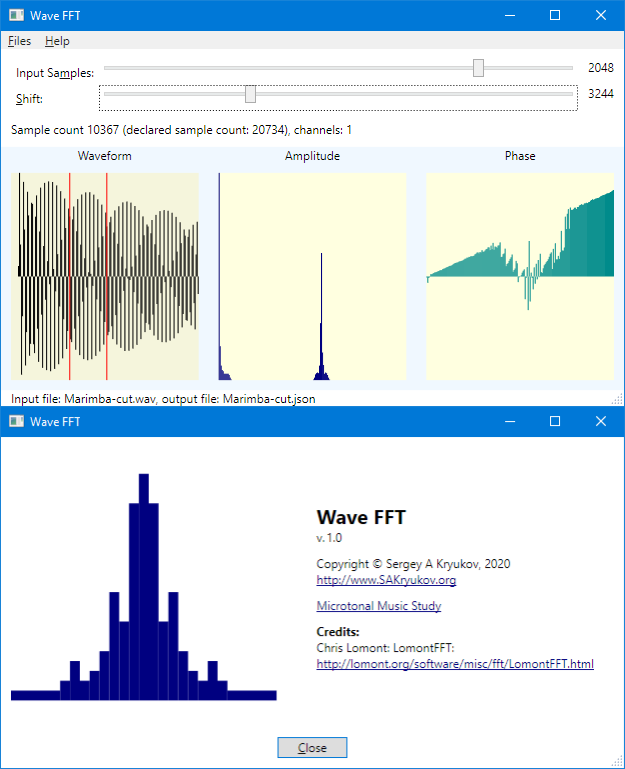 Wave FFT
Files Help
Input Samples: 2048
Shift: 3244
Sample count 10367 (declared sample count: 20734), channels: 1
Waveform Amplitude Phase
Input file: Marimba-cut.wav, output file: Marimba-cut.json
Wave FFT
Wave FFT
v. 1.0
Copyright © Sergey A Kryukov, 2020
http://www.SAKryukov.org
Microtonal Music Study
Credits:
Chris Lomont: LomontFFT:
http://lomont.org/software/misc/fft/LomontFFT.html
Close